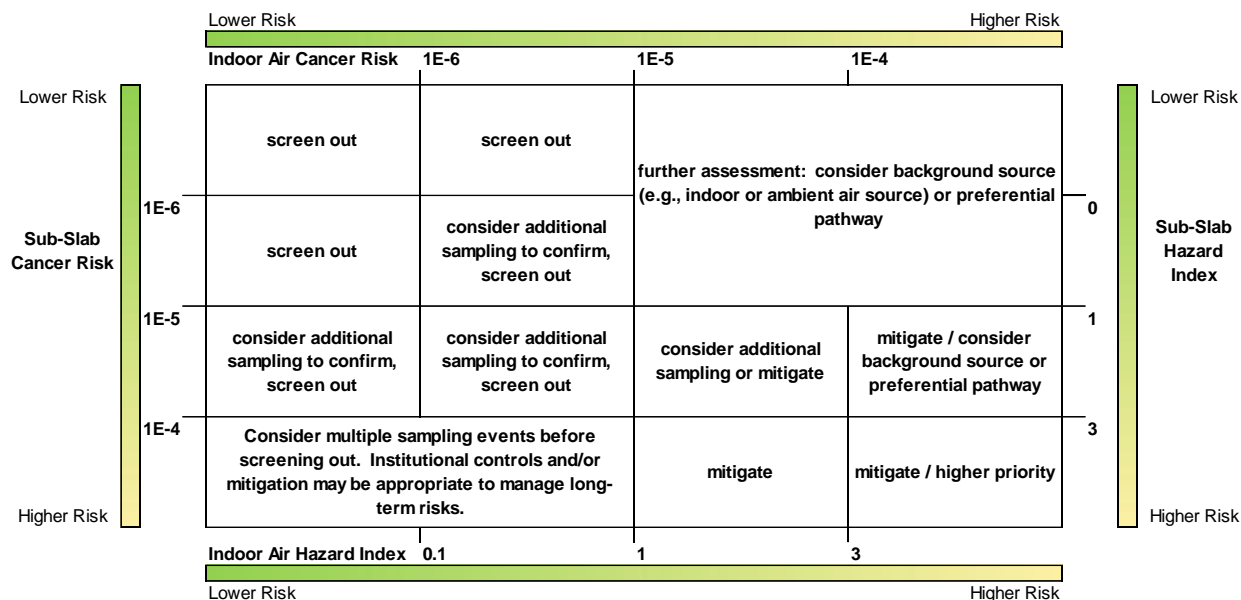 Lower Risk Higher Risk
Indoor Air Cancer Risk 1E-6 1E-5 1E-4
Lower Risk
Sub-Slab
Cancer Risk
Higher Risk
1E-6
1E-5
1E-4
screen out
screen out
further assessment: consider background source
(e.g., indoor or ambient air source) or preferential
pathway
screen out
consider additional
sampling to confirm,
screen out
consider additional
sampling to confirm,
screen out
consider additional
sampling to confirm,
screen out
consider additional
sampling or mitigate
mitigate / consider
background source or
preferential pathway
Consider multiple sampling events before
screening out. Institutional controls and/or
mitigation may be appropriate to manage long-
term risks.
mitigate
mitigate / higher priority
0
1
3
Lower Risk
Sub-Slab
Hazard
Index
Higher Risk
Indoor Air Hazard Index 0.1 1 3
Lower Risk Higher Risk